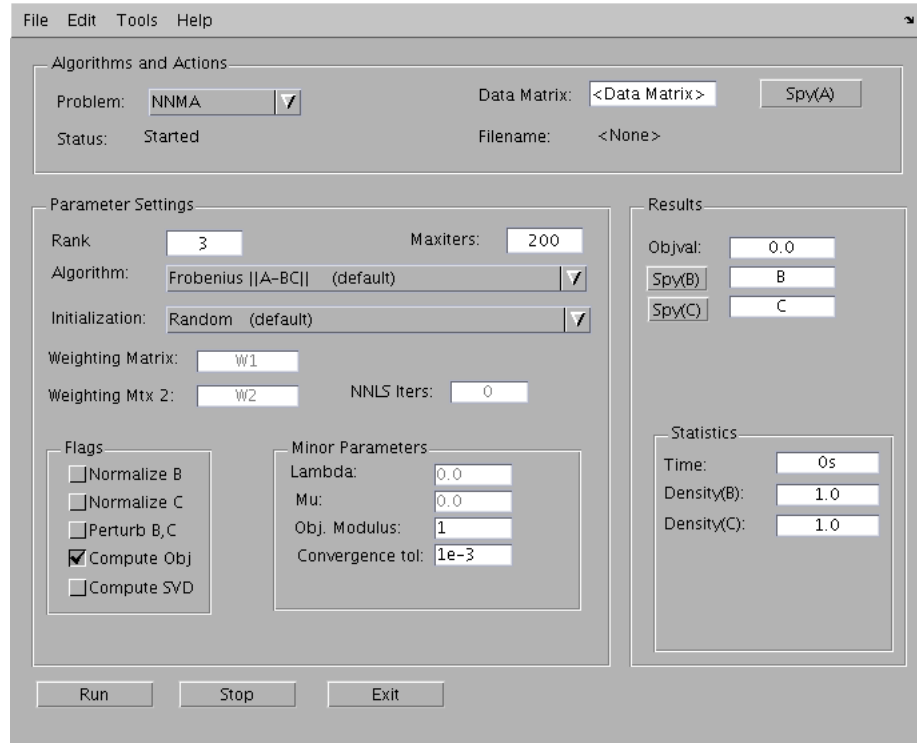 File Edit Tools Help
Algorithms and Actions
Problem: NNMA
Data Matrix: <Data Matrix> Spy(A)
Status: Started
Filename: <None>
Parameter Settings
Rank 3
Maxiters: 200
Algorithm: Frobenius ||A-BC|| (default)
Initialization: Random (default)
Weighting Matrix: W1
Weighting Mtx 2: W2
NNLS Iters: 0
Flags
Normalize B
Normalize C
Perturb B,C
Compute Obj
Compute SVD
Minor Parameters
Lambda: 0.0
Mu: 0.0
Obj. Modulus: 1
Convergence tol: 1e-3
Results
Objval: 0.0
Spy(B) B
Spy(C) C
Statistics
Time: 0s
Density(B): 1.0
Density(C): 1.0
Run Stop Exit